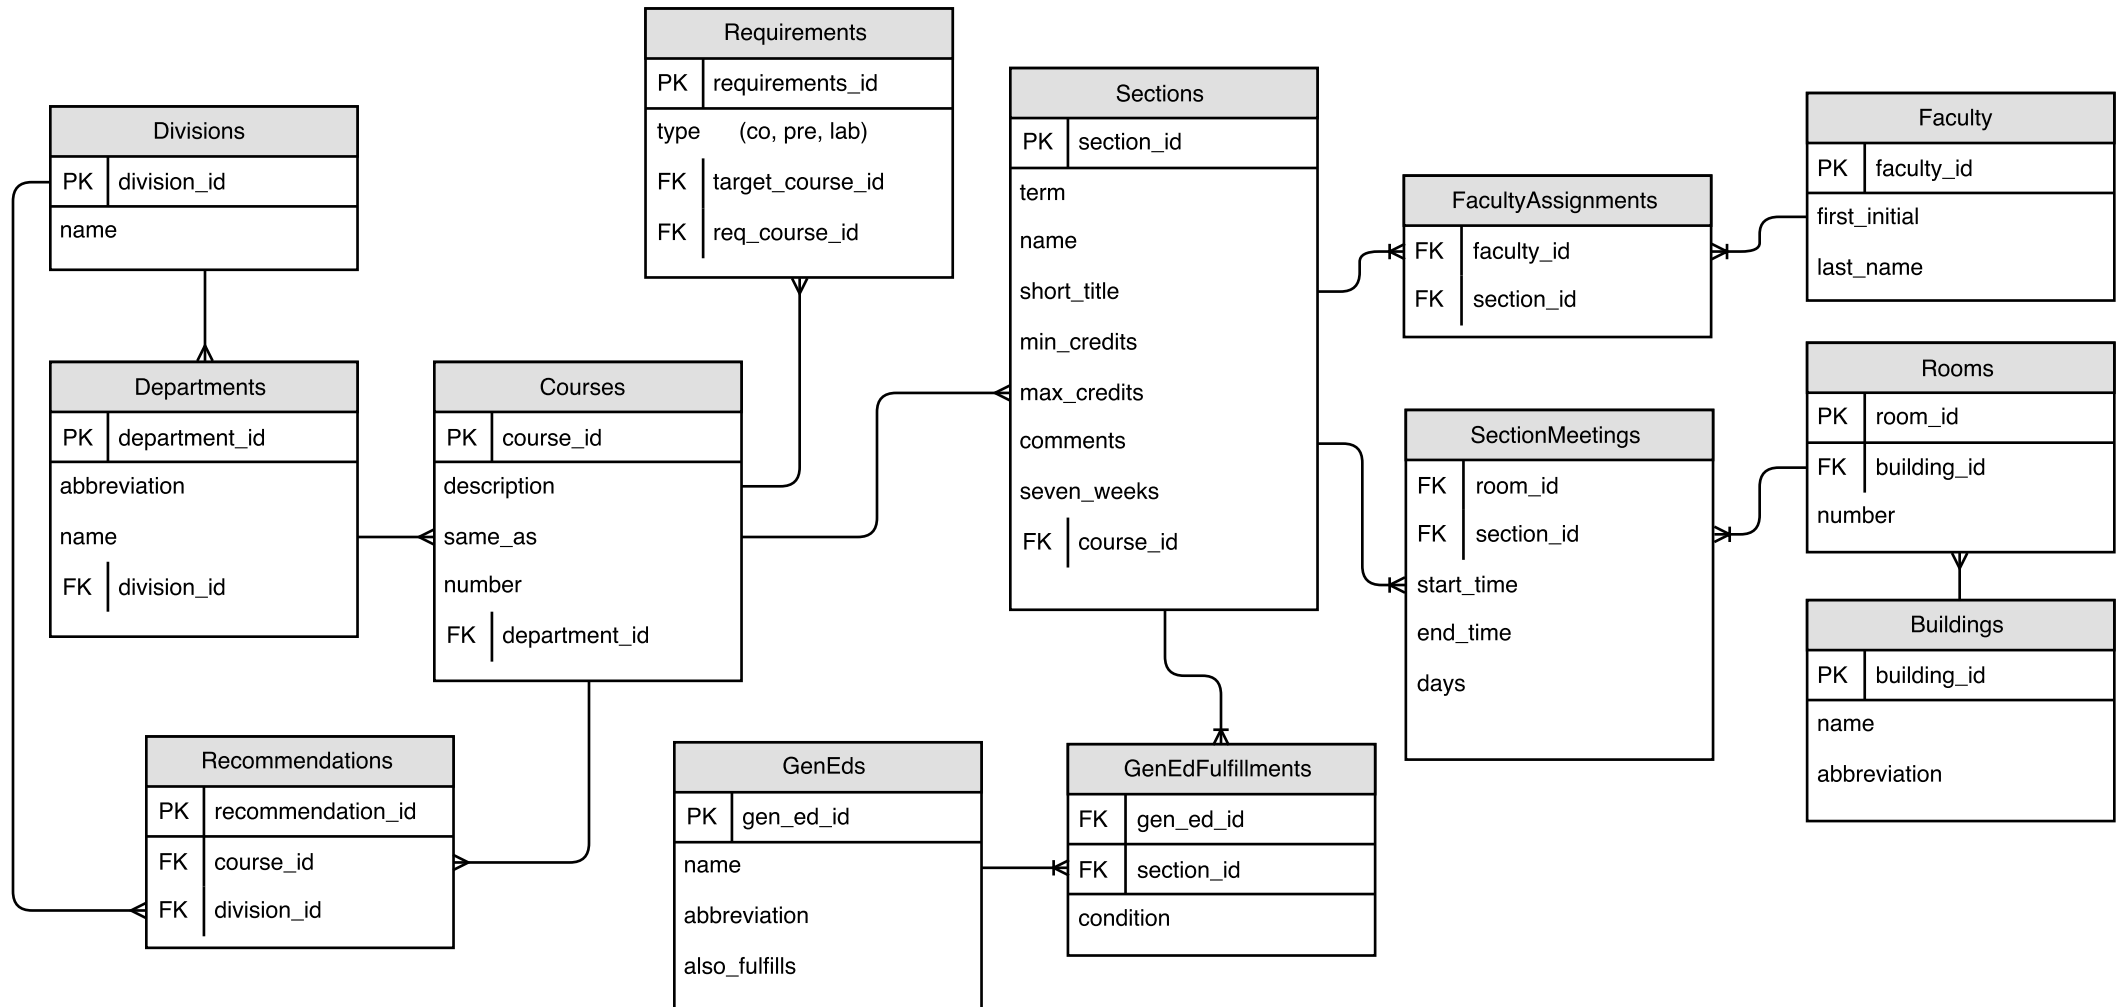 Requirements
PK requirements_id
type (co, pre, lab)
FK target_course_id
FK req_course_id
Divisions
PK division_id
name
Departments
PK department_id
abbreviation
name
FK division_id
Courses
PK course_id
description
same_as
number
FK department_id
Sections
PK section_id
term
name
short_title
min_credits
max_credits
comments
seven_weeks
FK course_id
FacultyAssignments
FK faculty_id
FK section_id
Faculty
PK faculty_id
first_initial
last_name
SectionMeetings
FK room_id
FK section_id
start_time
end_time
days
Rooms
PK room_id
FK building_id
number
Buildings
PK building_id
name
abbreviation
Recommendations
PK recommendation_id
FK course_id
FK division_id
GenEds
PK gen_ed_id
name
abbreviation
also_fulfills
GenEdFulfillments
FK gen_ed_id
FK section_id
condition